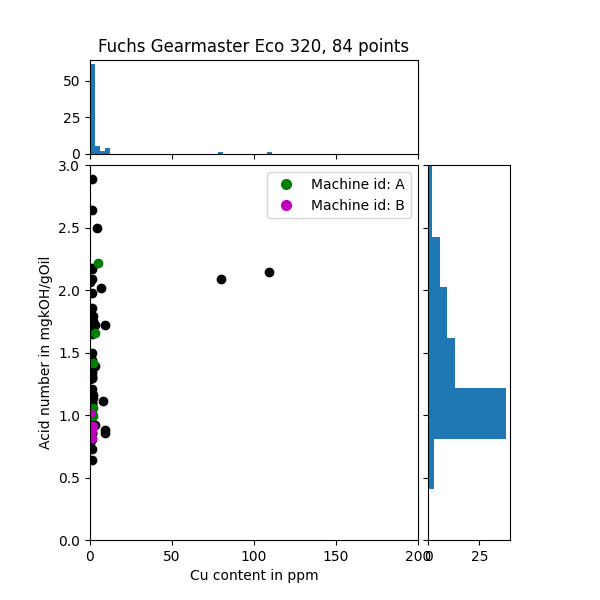 Fuchs Gearmaster Eco 320, 84 points
50
25
0
3.0
2.5
2.0
1.5
1.0
0.5
0.0
Acid number in mgkOH/gOil
Machine id: A
Machine id: B
0 50 100 150 200
0 25
Cu content in ppm